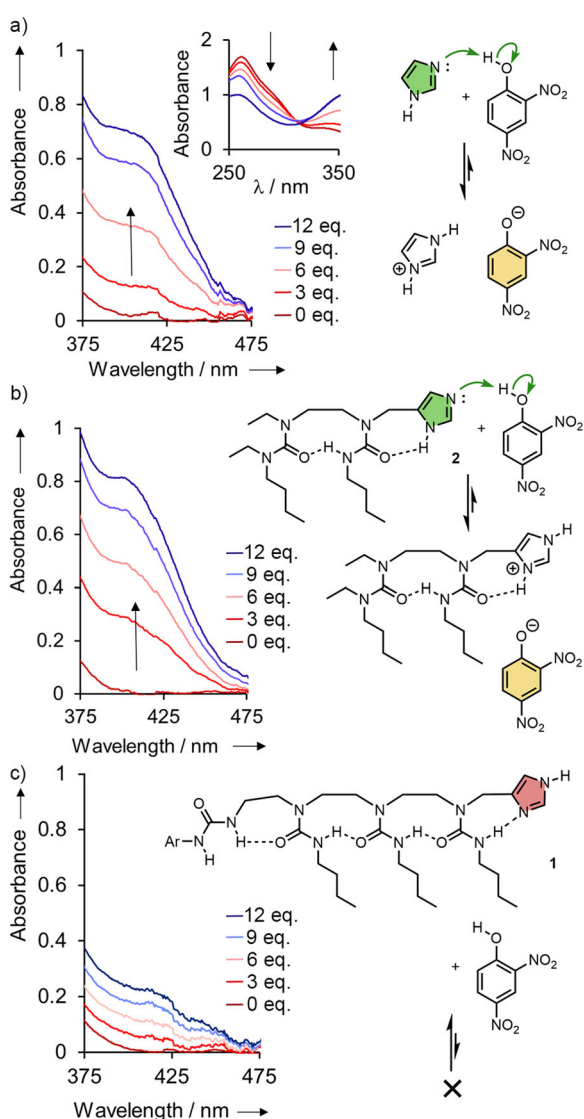 a)
Absorbance
1
0.8
0.6
0.4
0.2
0
375
425
475
Wavelength / nm
Absorbance
2
1
0
250
350
λ / nm
12 eq.
9 eq.
6 eq.
3 eq.
0 eq.
N
:
N
H
+
H
O
NO2
NO2
N
H
N
⊕
H
O
⊖
NO2
NO2
b)
Absorbance
1
0.8
0.6
0.4
0.2
0
375
425
475
Wavelength / nm
12 eq.
9 eq.
6 eq.
3 eq.
0 eq.
N
N
N
:
N
H
N
O
H
N
O
H
2
+
H
O
NO2
NO2
N
N
N
H
N
⊕
H
N
O
H
N
O
O
⊖
NO2
NO2
c)
Absorbance
1
0.8
0.6
0.4
0.2
0
375
425
475
Wavelength / nm
12 eq.
9 eq.
6 eq.
3 eq.
0 eq.
O
Ar
N
H
N
H
N
N
N
N
H
N
O
N
H
O
N
H
O
N
H
1
+
H
O
NO2
NO2